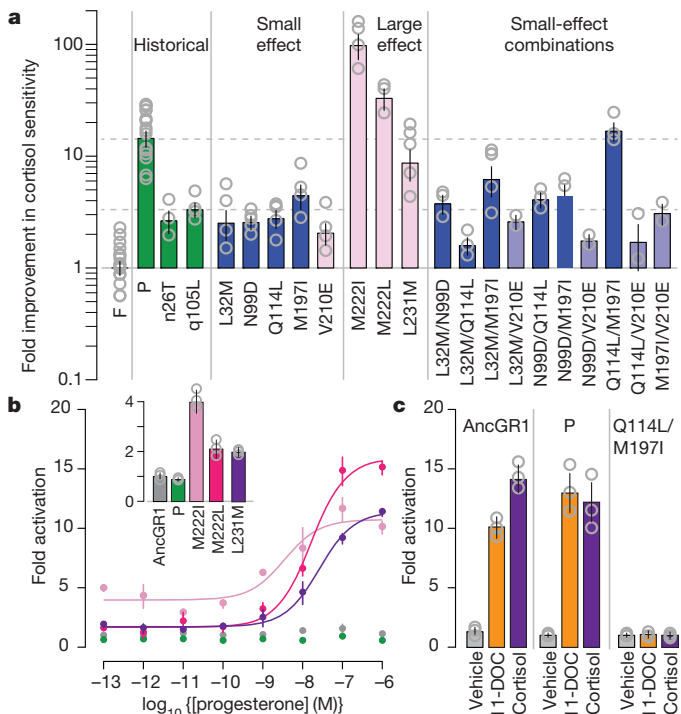 a
Historical
Small effect
Large effect
Small-effect combinations
Fold improvement in cortisol sensitivity
100
10
1
0.1
F
P
n26T
q105L
L32M
N99D
Q114L
M197I
V210E
M222I
M222L
L231M
L32M/N99D
L32M/Q114L
L32M/M197I
L32M/V210E
N99D/Q114L
N99D/M197I
N99D/V210E
Q114L/M197I
Q114L/V210E
M197I/V210E
b
Fold activation
20
15
10
5
0
4
2
0
AncGR1
P
M222I
M222L
L231M
–13 –12 –11 –10 –9 –8 –7 –6
log10 {[progesterone] (M)}
c
Fold activation
20
15
10
5
0
AncGR1
P
Q114L/
M197I
Vehicle
11-DOC
Cortisol
Vehicle
11-DOC
Cortisol
Vehicle
11-DOC
Cortisol